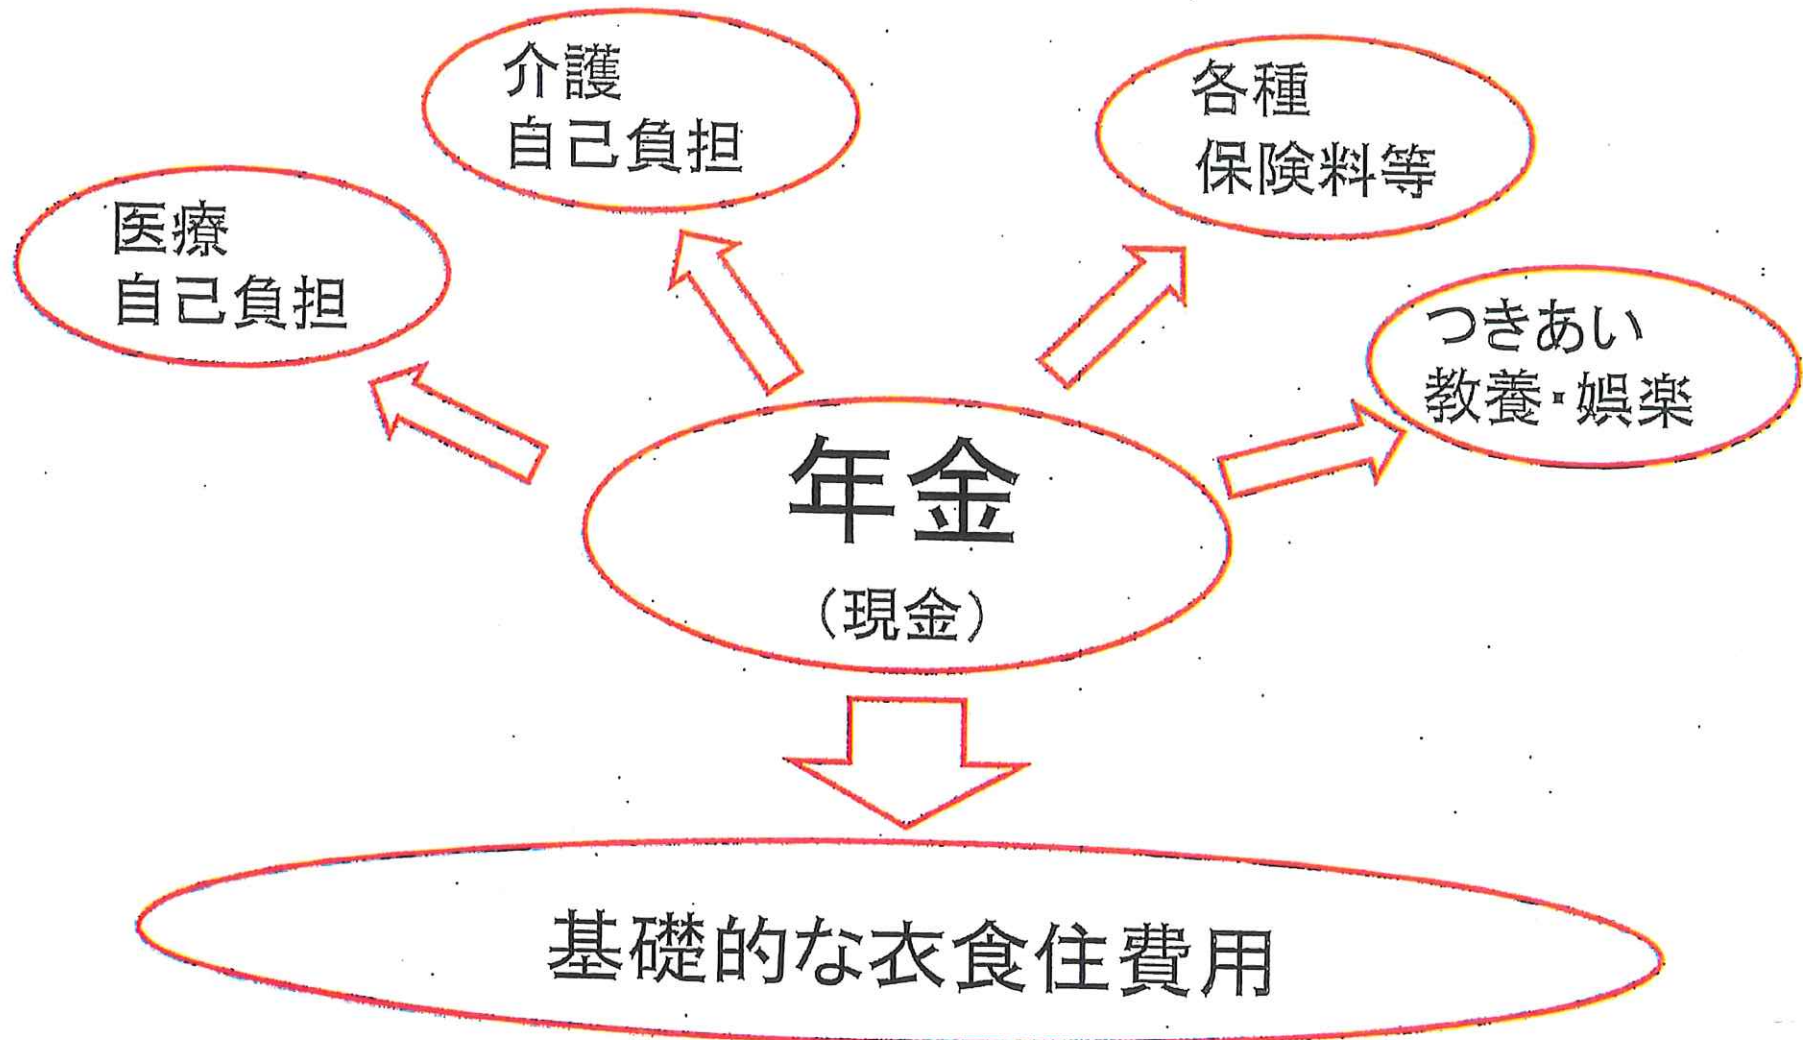 介護
自己負担
各種
保険料等
医療
自己負担
つきあい
教養・娯楽
年金
（現金）
基礎的な衣食住費用